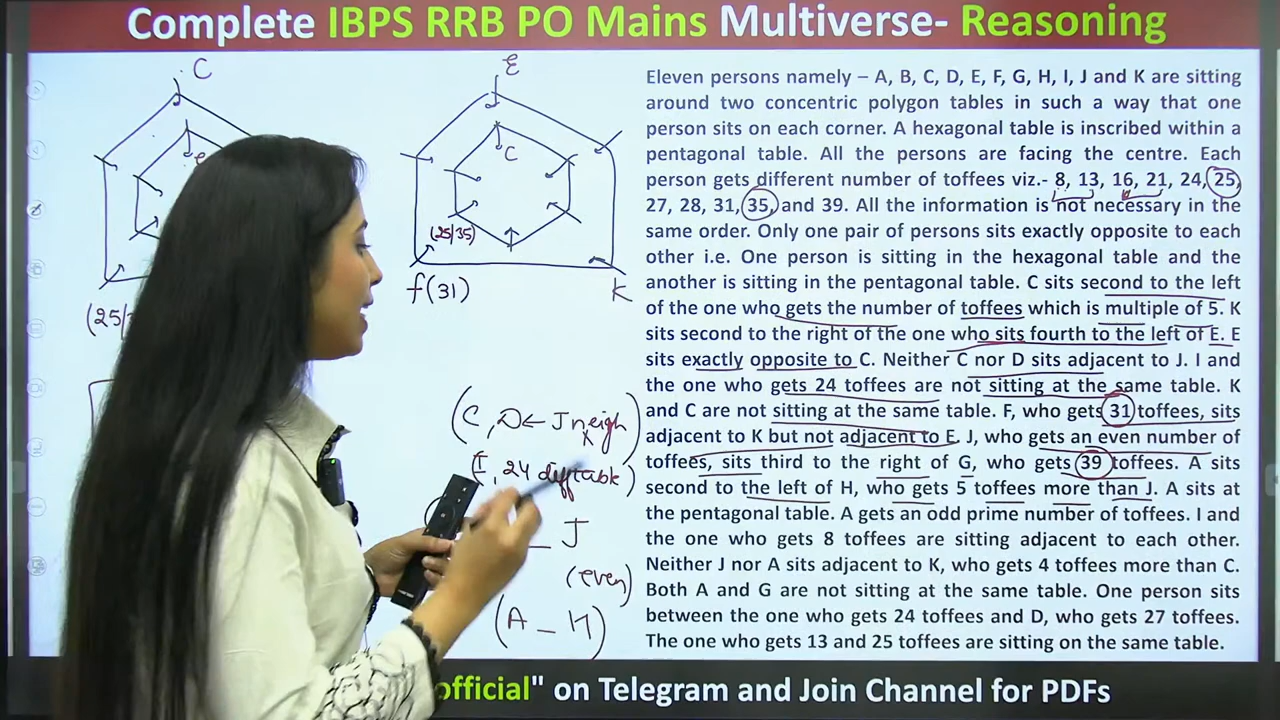 Complete IBPS RRB PO Mains Multiverse- Reasoning
C
E
C
(25/35)
f(31)
K
(25/
(C, D ← J neigh)
(I, 24 diff table)
_ J
(even)
(A _ H)
Eleven persons namely – A, B, C, D, E, F, G, H, I, J and K are sitting
around two concentric polygon tables in such a way that one
person sits on each corner. A hexagonal table is inscribed within a
pentagonal table. All the persons are facing the centre. Each
person gets different number of toffees viz.- 8, 13, 16, 21, 24, 25,
27, 28, 31, 35, and 39. All the information is not necessary in the
same order. Only one pair of persons sits exactly opposite to each
other i.e. One person is sitting in the hexagonal table and the
another is sitting in the pentagonal table. C sits second to the left
of the one who gets the number of toffees which is multiple of 5. K
sits second to the right of the one who sits fourth to the left of E. E
sits exactly opposite to C. Neither C nor D sits adjacent to J. I and
the one who gets 24 toffees are not sitting at the same table. K
and C are not sitting at the same table. F, who gets 31 toffees, sits
adjacent to K but not adjacent to E. J, who gets an even number of
toffees, sits third to the right of G, who gets 39 toffees. A sits
second to the left of H, who gets 5 toffees more than J. A sits at
the pentagonal table. A gets an odd prime number of toffees. I and
the one who gets 8 toffees are sitting adjacent to each other.
Neither J nor A sits adjacent to K, who gets 4 toffees more than C.
Both A and G are not sitting at the same table. One person sits
between the one who gets 24 toffees and D, who gets 27 toffees.
The one who gets 13 and 25 toffees are sitting on the same table.
official" on Telegram and Join Channel for PDFs